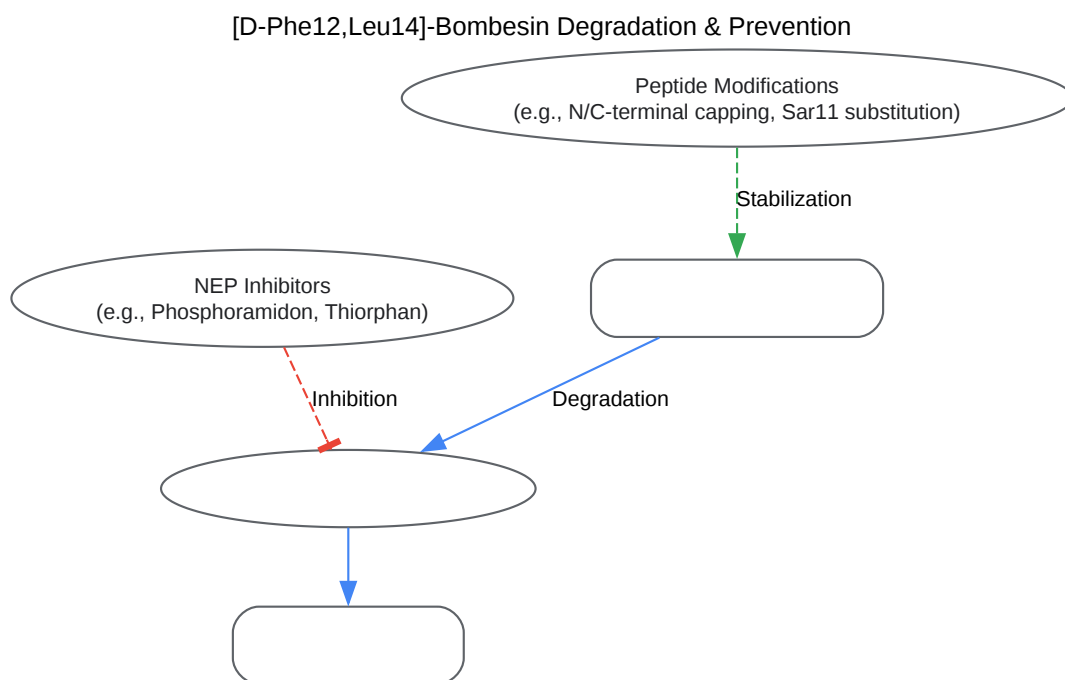 [D-Phe12,Leu14]-Bombesin Degradation & Prevention
Peptide Modifications
(e.g., N/C-terminal capping, Sar11 substitution)
Stabilization
NEP Inhibitors
(e.g., Phosphoramidon, Thiorphan)
Inhibition
Degradation